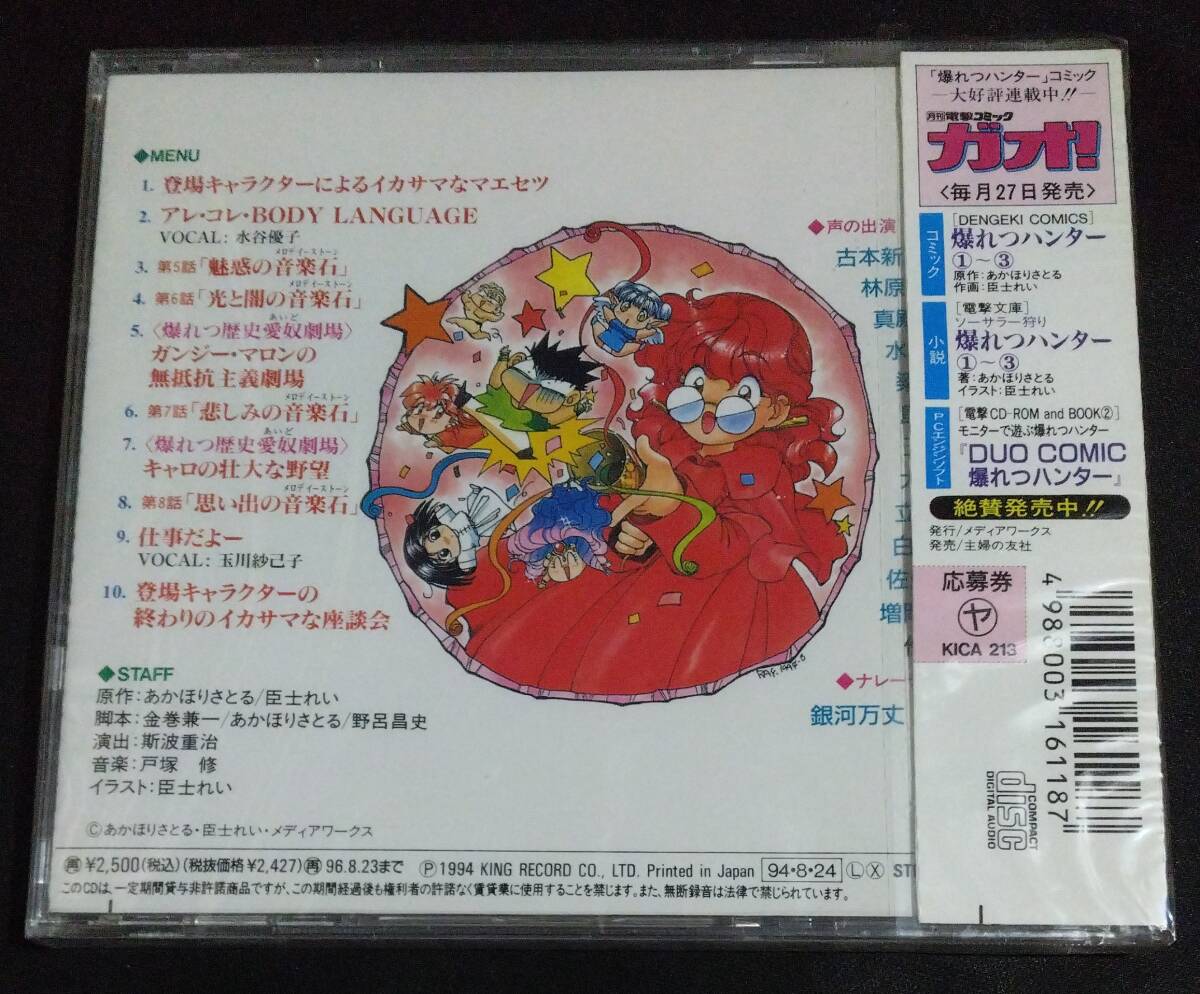 ◆MENU
1. 登場キャラクターによるイカサマなマエセツ
2. アレ・コレ・BODY LANGUAGE
VOCAL: 水谷優子
メロディーストーン
3. 第5話「魅惑の音楽石」
メロディーストーン
4. 第6話「光と闇の音楽石」
あいど
5. 〈爆れつ歴史愛奴劇場〉
ガンジー・マロンの
無抵抗主義劇場
メロディーストーン
6. 第7話「悲しみの音楽石」
あいど
7. 〈爆れつ歴史愛奴劇場〉
キャロの壮大な野望
メロディーストーン
8. 第8話「思い出の音楽石」
9. 仕事だよー
VOCAL: 玉川紗己子
10. 登場キャラクターの
終わりのイカサマな座談会
◆STAFF
原作:あかほりさとる/臣士れい
脚本:金巻兼一/あかほりさとる/野呂昌史
演出:斯波重治
音楽:戸塚 修
イラスト:臣士れい
Ⓒあかほりさとる・臣士れい・メディアワークス
◆声の出演
古本新
林原
真殿
水
立
白
佐
増
◆ナレー
銀河万丈
再¥2,500(税込)(税抜価格¥2,427)再96.8.23まで Ⓟ1994 KING RECORD CO., LTD. Printed in Japan 94・8・24 ⓁⓍ ST
このCDは、一定期間貸与非許諾商品ですが、この期間経過後も権利者の許諾なく賃貸業に使用することを禁じます。また、無断録音は法律で禁じられています。
「爆れつハンター」コミック
—大好評連載中!!—
月刊電撃コミック
ガオ!
<毎月27日発売>
コミック
[DENGEKI COMICS]
爆れつハンター
①〜③
原作:あかほりさとる
作画:臣士れい
小説
[電撃文庫]
ソーサラー狩り
爆れつハンター
①〜③
著:あかほりさとる
イラスト:臣士れい
PCエンジンソフト
[電撃CD-ROM and BOOK②]
モニターで遊ぶ爆れつハンター
『DUO COMIC
爆れつハンター』
絶賛発売中!!
発行/メディアワークス
発売/主婦の友社
応募券
ヤ
KICA 213
4 988003 161187
COMPACT
disc
DIGITAL AUDIO